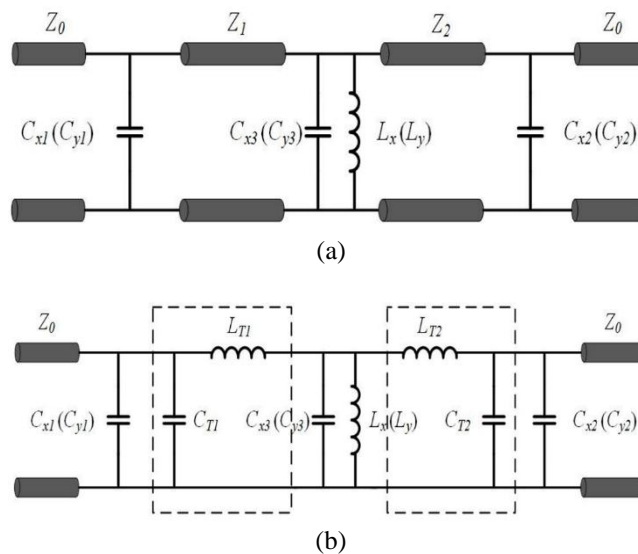 Z0 Z1 Z2 Z0
Cx1(Cy1) Cx3(Cy3) Lx(Ly) Cx2(Cy2)
(a)
Z0 LT1 LT2 Z0
Cx1(Cy1) CT1 Cx3(Cy3) Lx(Ly) CT2 Cx2(Cy2)
(b)